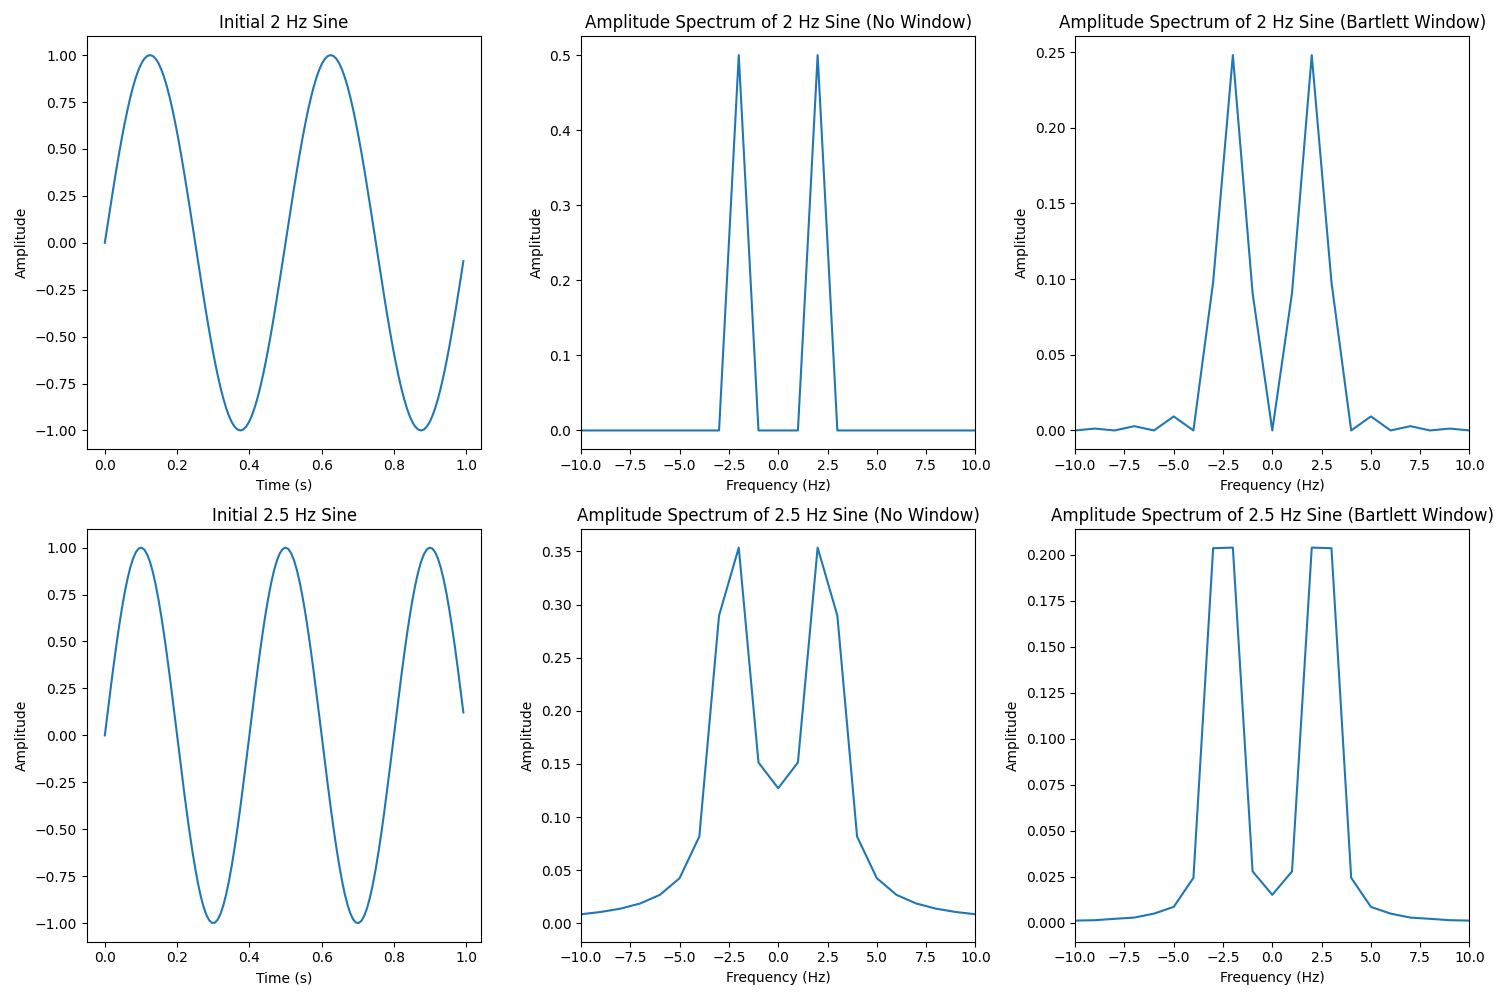 Initial 2 Hz Sine
Amplitude
1.00
0.75
0.50
0.25
0.00
−0.25
−0.50
−0.75
−1.00
0.0 0.2 0.4 0.6 0.8 1.0
Time (s)
Amplitude Spectrum of 2 Hz Sine (No Window)
Amplitude
0.5
0.4
0.3
0.2
0.1
0.0
−10.0 −7.5 −5.0 −2.5 0.0 2.5 5.0 7.5 10.0
Frequency (Hz)
Amplitude Spectrum of 2 Hz Sine (Bartlett Window)
Amplitude
0.25
0.20
0.15
0.10
0.05
0.00
−10.0 −7.5 −5.0 −2.5 0.0 2.5 5.0 7.5 10.0
Frequency (Hz)
Initial 2.5 Hz Sine
Amplitude
1.00
0.75
0.50
0.25
0.00
−0.25
−0.50
−0.75
−1.00
0.0 0.2 0.4 0.6 0.8 1.0
Time (s)
Amplitude Spectrum of 2.5 Hz Sine (No Window)
Amplitude
0.35
0.30
0.25
0.20
0.15
0.10
0.05
0.00
−10.0 −7.5 −5.0 −2.5 0.0 2.5 5.0 7.5 10.0
Frequency (Hz)
Amplitude Spectrum of 2.5 Hz Sine (Bartlett Window)
Amplitude
0.200
0.175
0.150
0.125
0.100
0.075
0.050
0.025
0.000
−10.0 −7.5 −5.0 −2.5 0.0 2.5 5.0 7.5 10.0
Frequency (Hz)